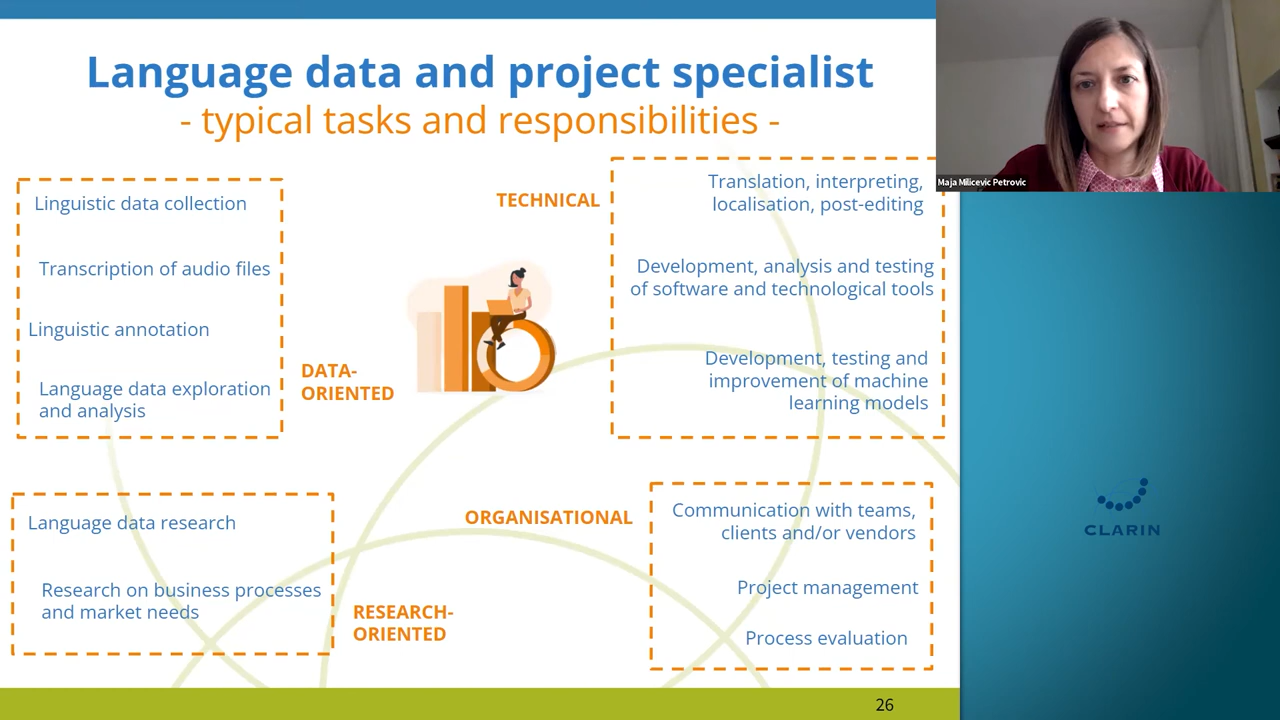 Language data and project specialist
- typical tasks and responsibilities -
Linguistic data collection
Transcription of audio files
Linguistic annotation
Language data exploration
and analysis
DATA-
ORIENTED
TECHNICAL
Translation, interpreting,
localisation, post-editing
Development, analysis and testing
of software and technological tools
Development, testing and
improvement of machine
learning models
Language data research
Research on business processes
and market needs
RESEARCH-
ORIENTED
ORGANISATIONAL
Communication with teams,
clients and/or vendors
Project management
Process evaluation
26
Maja Milicevic Petrovic
CLARIN